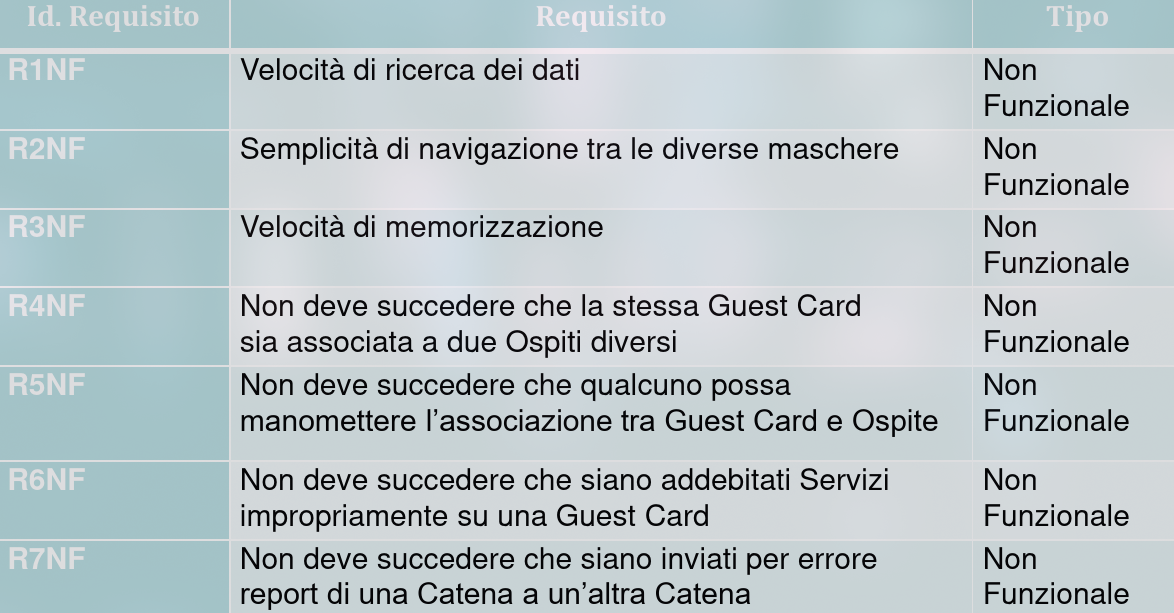 Id. Requisito Requisito Tipo
R1NF Velocità di ricerca dei dati Non
Funzionale
R2NF Semplicità di navigazione tra le diverse maschere Non
Funzionale
R3NF Velocità di memorizzazione Non
Funzionale
R4NF Non deve succedere che la stessa Guest Card Non
sia associata a due Ospiti diversi Funzionale
R5NF Non deve succedere che qualcuno possa Non
manomettere l’associazione tra Guest Card e Ospite Funzionale
R6NF Non deve succedere che siano addebitati Servizi Non
impropriamente su una Guest Card Funzionale
R7NF Non deve succedere che siano inviati per errore Non
report di una Catena a un’altra Catena Funzionale